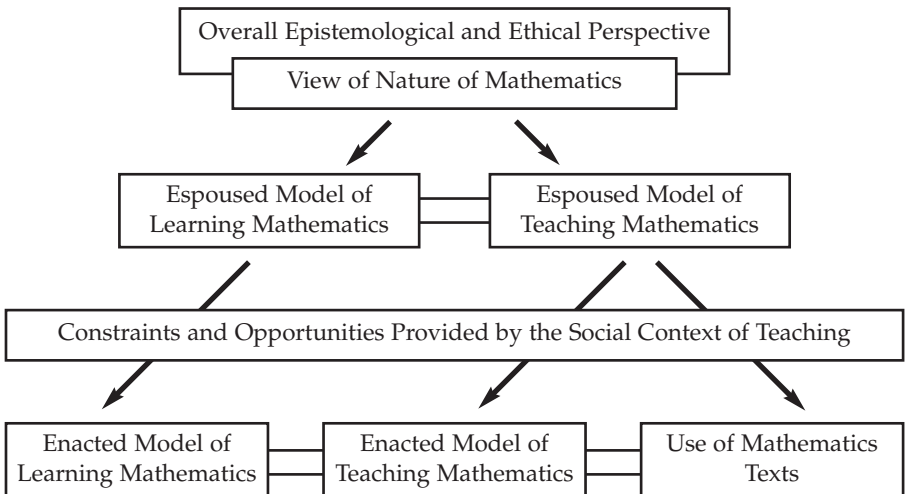 Overall Epistemological and Ethical Perspective
View of Nature of Mathematics
Espoused Model of
Learning Mathematics
Espoused Model of
Teaching Mathematics
Constraints and Opportunities Provided by the Social Context of Teaching
Enacted Model of
Learning Mathematics
Enacted Model of
Teaching Mathematics
Use of Mathematics
Texts